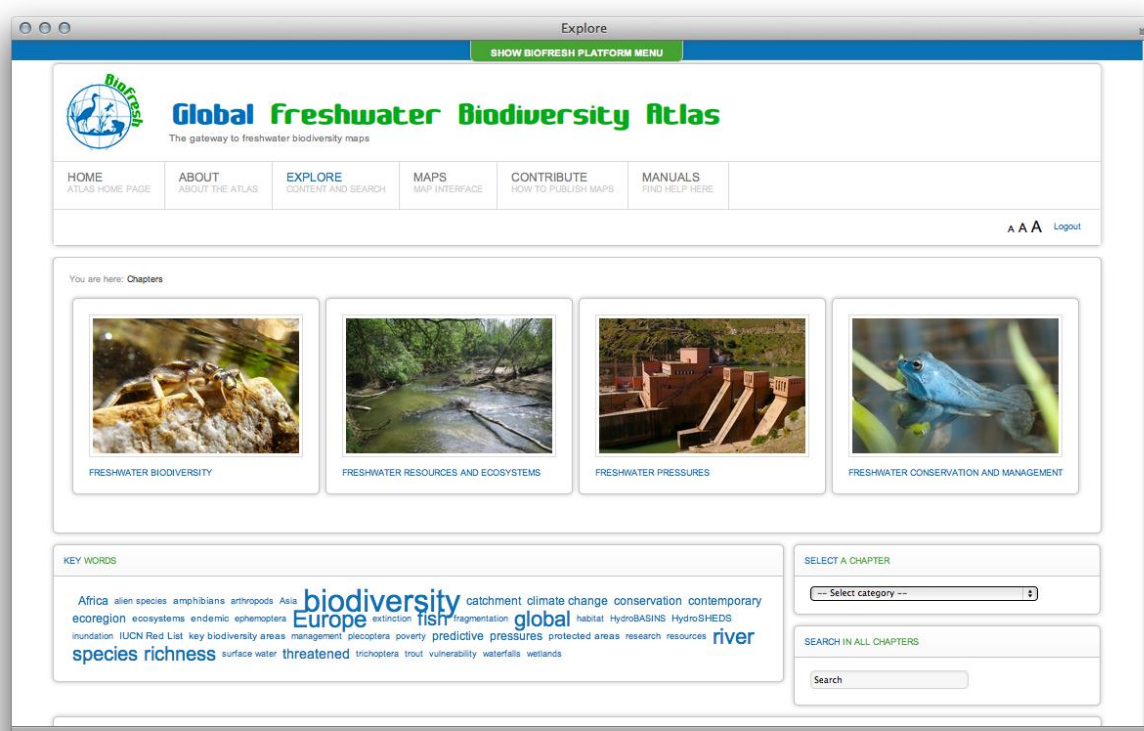 Explore
SHOW BIOFRESH PLATFORM MENU
BioFresh
Global Freshwater Biodiversity Atlas
The gateway to freshwater biodiversity maps
HOME ABOUT EXPLORE MAPS CONTRIBUTE MANUALS
ATLAS HOME PAGE ABOUT THE ATLAS CONTENT AND SEARCH MAP INTERFACE HOW TO PUBLISH MAPS FIND HELP HERE
A A A Logout
You are here: Chapters
FRESHWATER BIODIVERSITY FRESHWATER RESOURCES AND ECOSYSTEMS FRESHWATER PRESSURES FRESHWATER CONSERVATION AND MANAGEMENT
KEY WORDS
Africa alien species amphibians arthropods Asia biodiversity catchment climate change conservation contemporary
ecoregion ecosystems endemic ephemoptera Europe extinction fish fragmentation global habitat HydroBASINS HydroSHEDS
inundation IUCN Red List key biodiversity areas management plecoptera poverty predictive pressures protected areas research resources river
species richness surface water threatened trichoptera trout vulnerability waterfalls wetlands
SELECT A CHAPTER
-- Select category --
SEARCH IN ALL CHAPTERS
Search